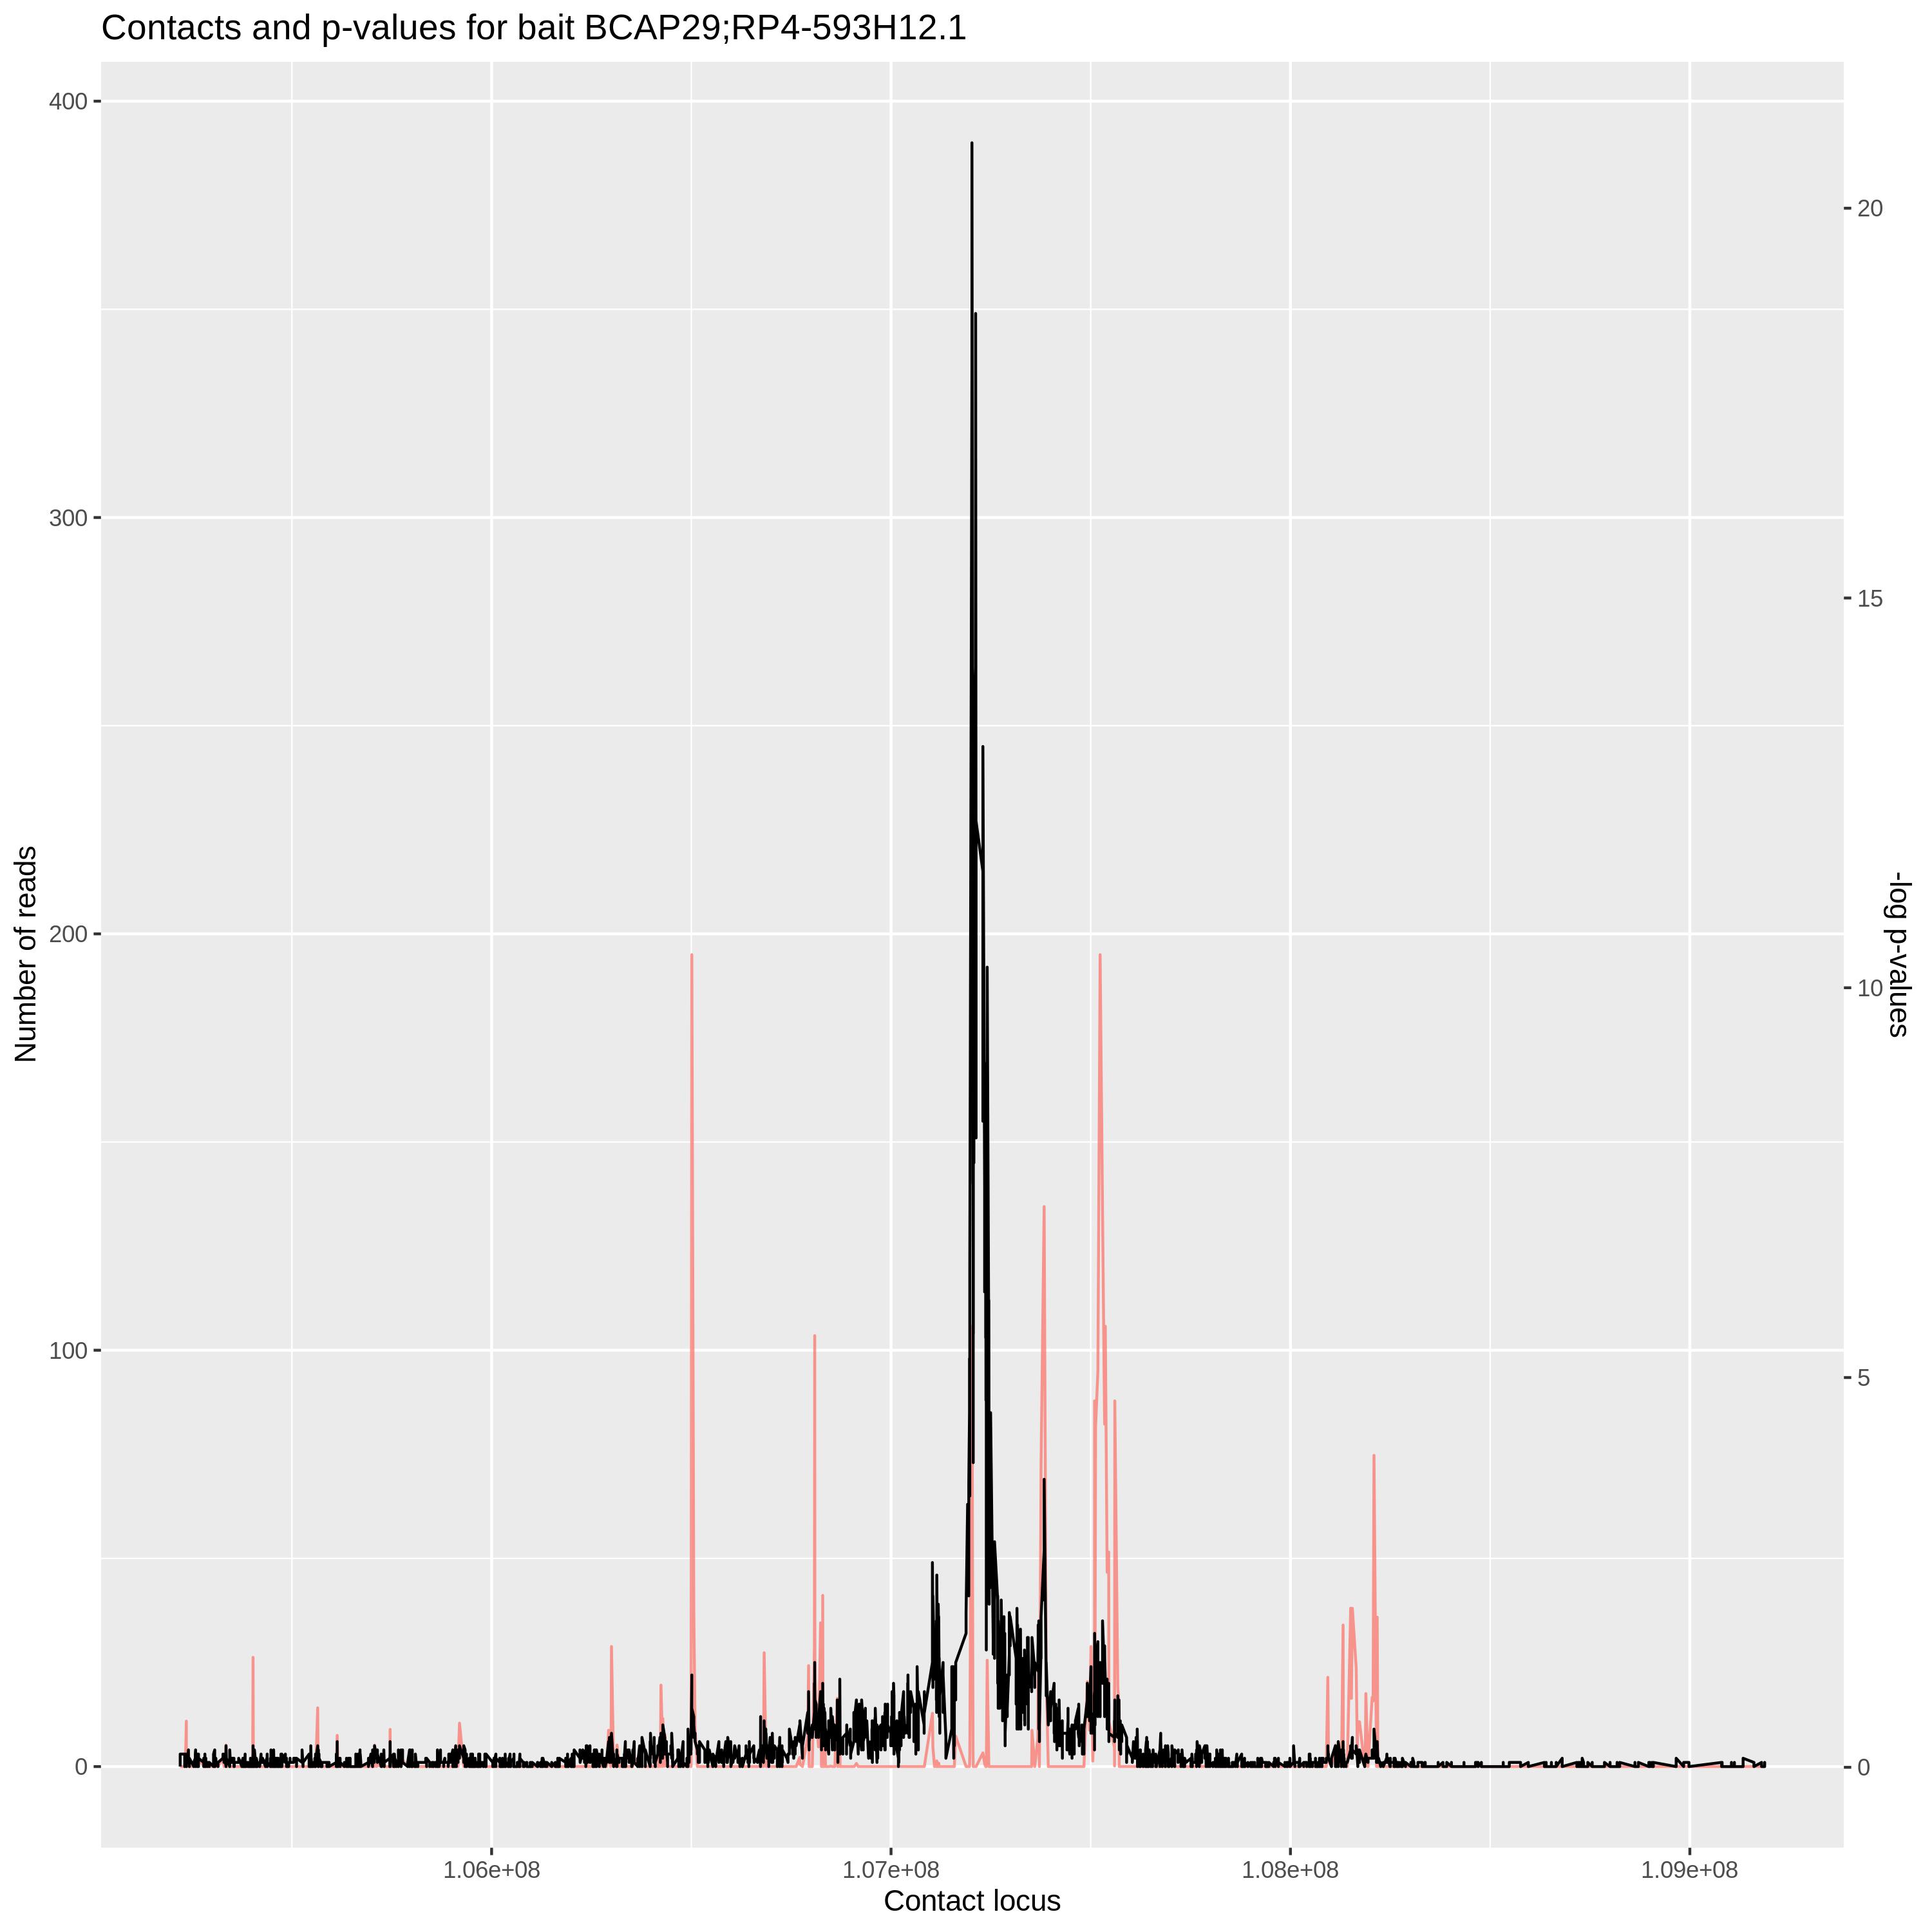 Contacts and p-values for bait BCAP29;RP4-593H12.1
400
300
200
100
0
Number of reads
20
15
10
5
0
-log p-values
1.06e+08
1.07e+08
1.08e+08
1.09e+08
Contact locus